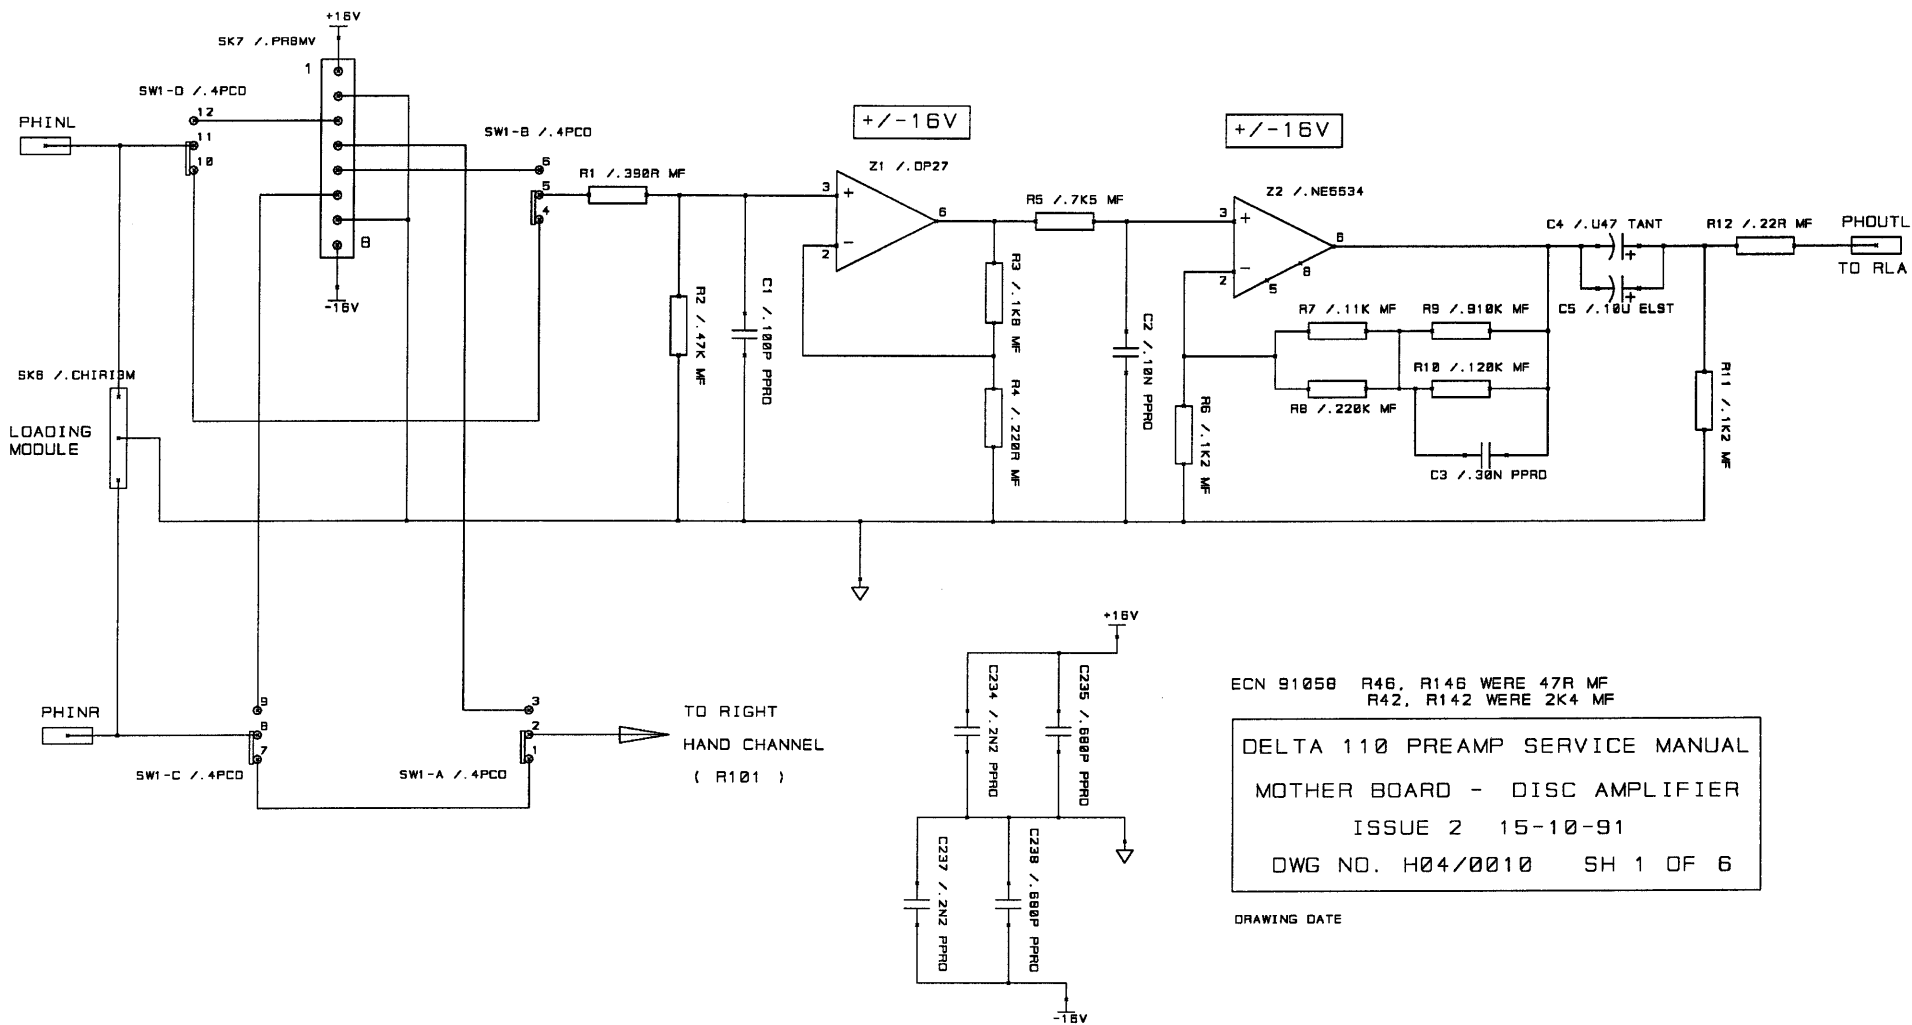 +16V
SK7 /.PR8MV
1
SW1-D /.4PCO
12
PHINL
11
10
8
-16V
SW1-B /.4PCO
6
5
4
R1 /.390R MF
+/-16V
Z1 /.OP27
3
+
-
2
6
R2 /.47K MF
C1 /.100P PPRO
R3 /.1K8 MF
R4 /.220R MF
R5 /.7K5 MF
C2 /.10N PPRO
+/-16V
Z2 /.NE5534
3
+
-
2
6
8
5
R6 /.1K2 MF
R7 /.11K MF
R9 /.910K MF
R10 /.120K MF
R8 /.220K MF
C3 /.30N PPRO
C4 /.U47 TANT
+
+
C5 /.10U ELST
R12 /.22R MF
PHOUTL
TO RLA
R11 /.1K2 MF
LOADING
MODULE
PHINR
9
8
7
SW1-C /.4PCO
3
2
1
SW1-A /.4PCO
TO RIGHT
HAND CHANNEL
( R101 )
+16V
C234 /.2N2 PPRO
C235 /.680P PPRO
C237 /.2N2 PPRO
C238 /.680P PPRO
-16V
ECN 91058 R46, R146 WERE 47R MF
R42, R142 WERE 2K4 MF
DELTA 110 PREAMP SERVICE MANUAL
MOTHER BOARD - DISC AMPLIFIER
ISSUE 2 15-10-91
DWG NO. H04/0010 SH 1 OF 6
DRAWING DATE